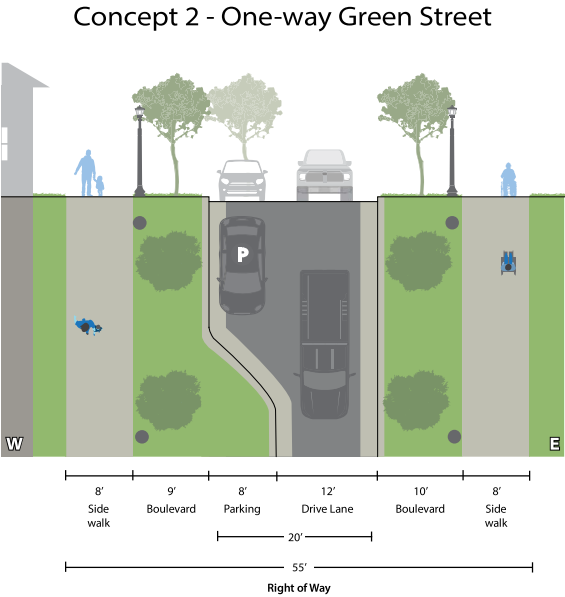 Concept 2 - One-way Green Street
P
W
E
8’ 9’ 8’ 12’ 10’ 8’
Side Boulevard Parking Drive Lane Boulevard Side
walk walk
20’
55’
Right of Way